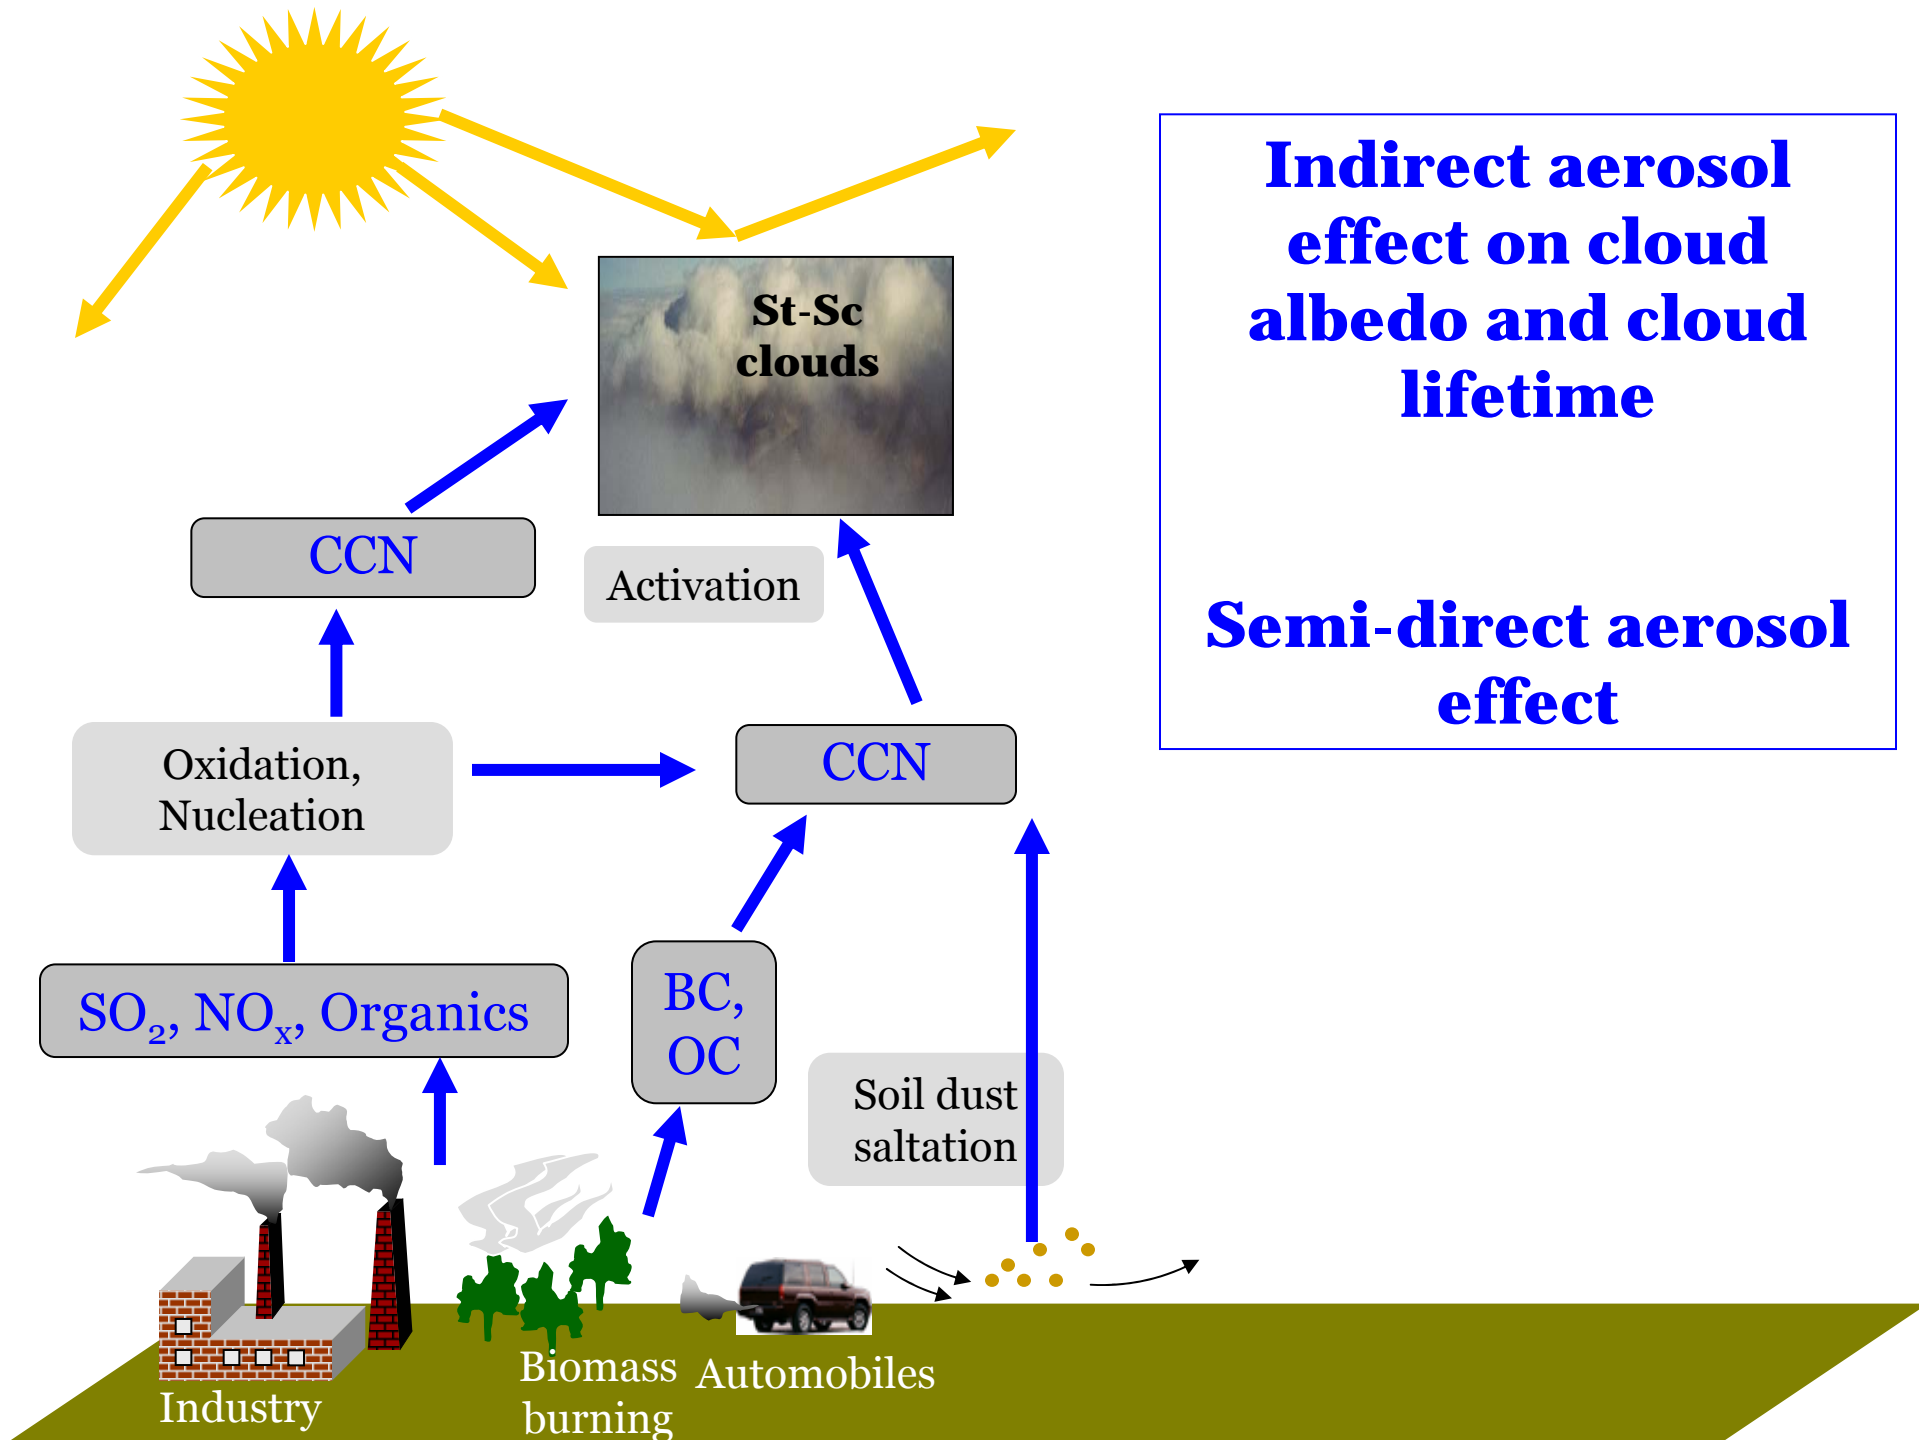 Indirect aerosol
effect on cloud
albedo and cloud
lifetime
Semi-direct aerosol
effect
St-Sc
clouds
CCN
Activation
Oxidation,
Nucleation
CCN
SO₂, NOₓ, Organics
BC,
OC
Soil dust
saltation
Industry
Biomass
burning
Automobiles